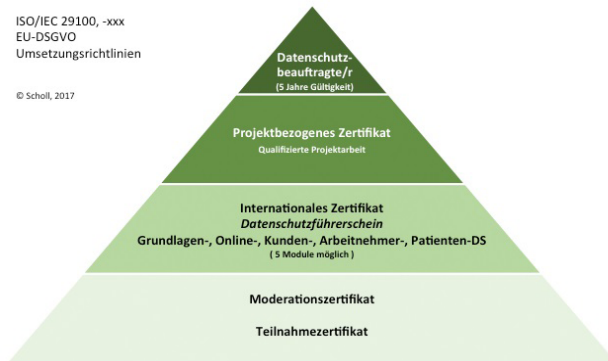 ISO/IEC 29100, -xxx
EU-DSGVO
Umsetzungsrichtlinien
© Scholl, 2017
Datenschutz-
beauftragte/r
(5 Jahre Gültigkeit)
Projektbezogenes Zertifikat
Qualifizierte Projektarbeit
Internationales Zertifikat
Datenschutzführerschein
Grundlagen-, Online-, Kunden-, Arbeitnehmer-, Patienten-DS
( 5 Module möglich )
Moderationszertifikat
Teilnahmezertifikat